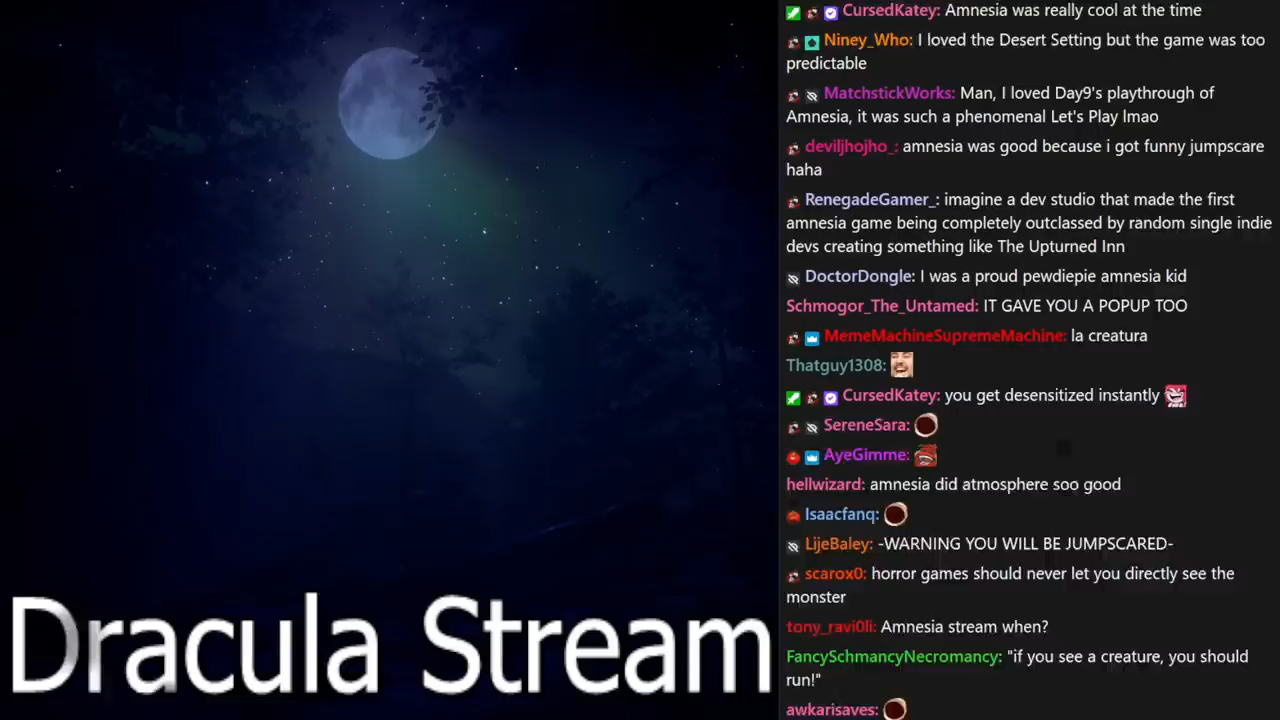 CursedKatey: Amnesia was really cool at the time
Niney_Who: I loved the Desert Setting but the game was too
predictable
MatchstickWorks: Man, I loved Day9's playthrough of
Amnesia, it was such a phenomenal Let's Play lmao
deviljhojho_: amnesia was good because i got funny jumpscare
haha
RenegadeGamer_: imagine a dev studio that made the first
amnesia game being completely outclassed by random single indie
devs creating something like The Upturned Inn
DoctorDongle: I was a proud pewdiepie amnesia kid
Schmogor_The_Untamed: IT GAVE YOU A POPUP TOO
MemeMachineSupremeMachine: la creatura
Thatguy1308:
CursedKatey: you get desensitized instantly
SereneSara:
AyeGimme:
hellwizard: amnesia did atmosphere soo good
Isaacfanq:
LijeBaley: -WARNING YOU WILL BE JUMPSCARED-
scarox0: horror games should never let you directly see the
monster
tony_ravi0li: Amnesia stream when?
FancySchmancyNecromancy: "if you see a creature, you should
run!"
awkarisaves:
Dracula Stream